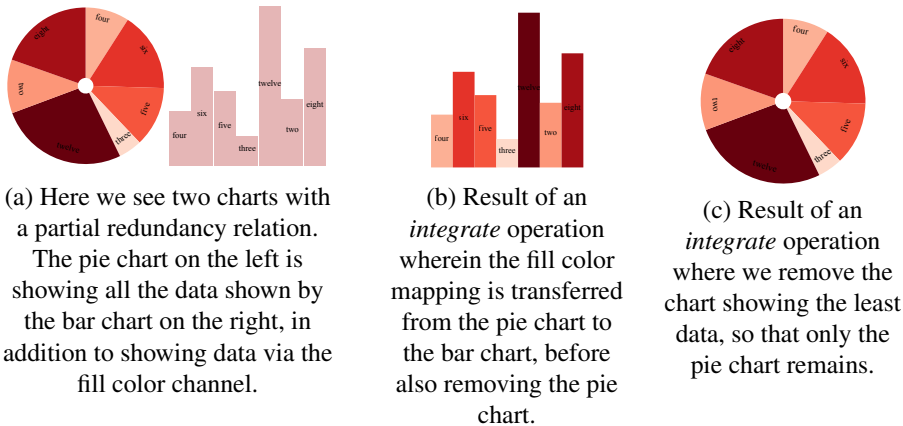 four
six
five
three
twelve
two
eight
four
six
five
three
twelve
two
eight
(a) Here we see two charts with
a partial redundancy relation.
The pie chart on the left is
showing all the data shown by
the bar chart on the right, in
addition to showing data via the
fill color channel.
four
six
five
three
twelve
two
eight
(b) Result of an
integrate operation
wherein the fill color
mapping is transferred
from the pie chart to
the bar chart, before
also removing the pie
chart.
four
six
five
three
twelve
two
eight
(c) Result of an
integrate operation
where we remove the
chart showing the least
data, so that only the
pie chart remains.